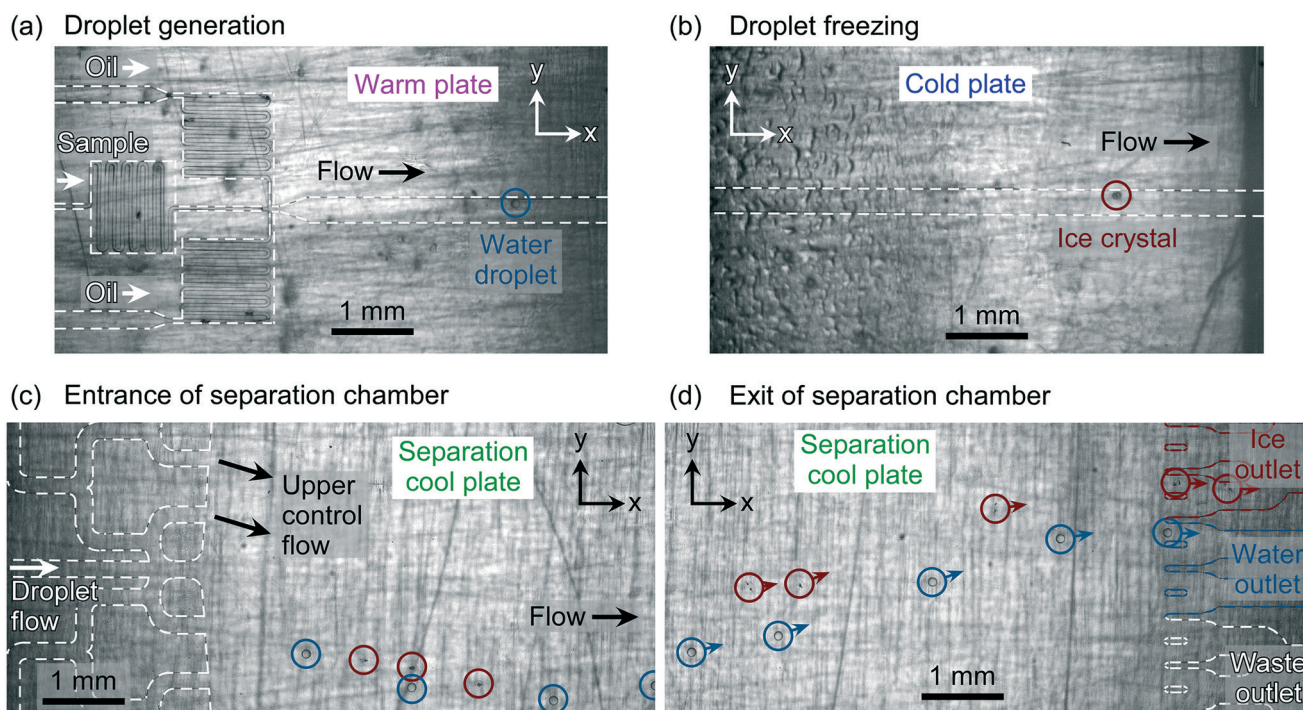 (a) Droplet generation
Oil
Warm plate
y
x
Sample
Flow
Water
droplet
Oil
1 mm
(b) Droplet freezing
Cold plate
y
x
Flow
Ice crystal
1 mm
(c) Entrance of separation chamber
Separation
cool plate
y
x
Upper
control
flow
Droplet
flow
Flow
1 mm
(d) Exit of separation chamber
Separation
cool plate
y
x
Ice
outlet
Water
outlet
Waste
outlet
1 mm